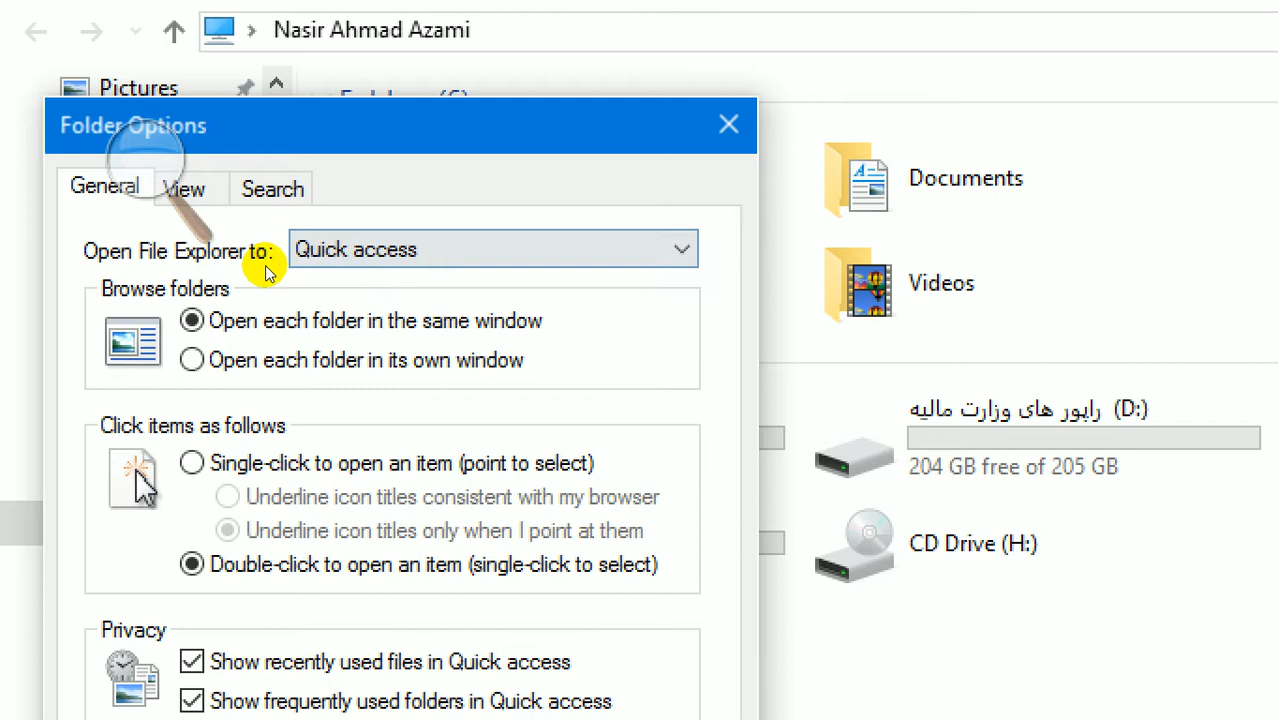 Nasir Ahmad Azami
Pictures
Folder Options
General
View
Search
Open File Explorer to:
Quick access
Browse folders
Open each folder in the same window
Open each folder in its own window
Click items as follows
Single-click to open an item (point to select)
Underline icon titles consistent with my browser
Underline icon titles only when I point at them
Double-click to open an item (single-click to select)
Privacy
Show recently used files in Quick access
Show frequently used folders in Quick access
Documents
Videos
راپور های وزارت مالیه (D:)
204 GB free of 205 GB
CD Drive (H:)